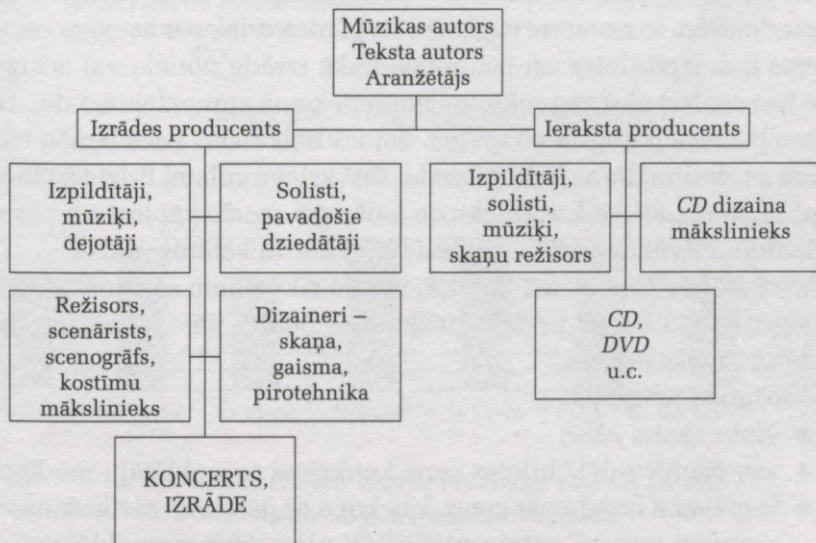 Mūzikas autors
Teksta autors
Aranžētājs
Izrādes producents
Ieraksta producents
Izpildītāji,
mūziķi,
dejotāji
Solisti,
pavadošie
dziedātāji
Izpildītāji,
solisti,
mūziķi,
skaņu režisors
CD dizaina
mākslinieks
Režisors,
scenārists,
scenogrāfs,
kostīmu
mākslinieks
Dizaineri –
skaņa,
gaisma,
pirotehnika
CD,
DVD
u.c.
KONCERTS,
IZRĀDE